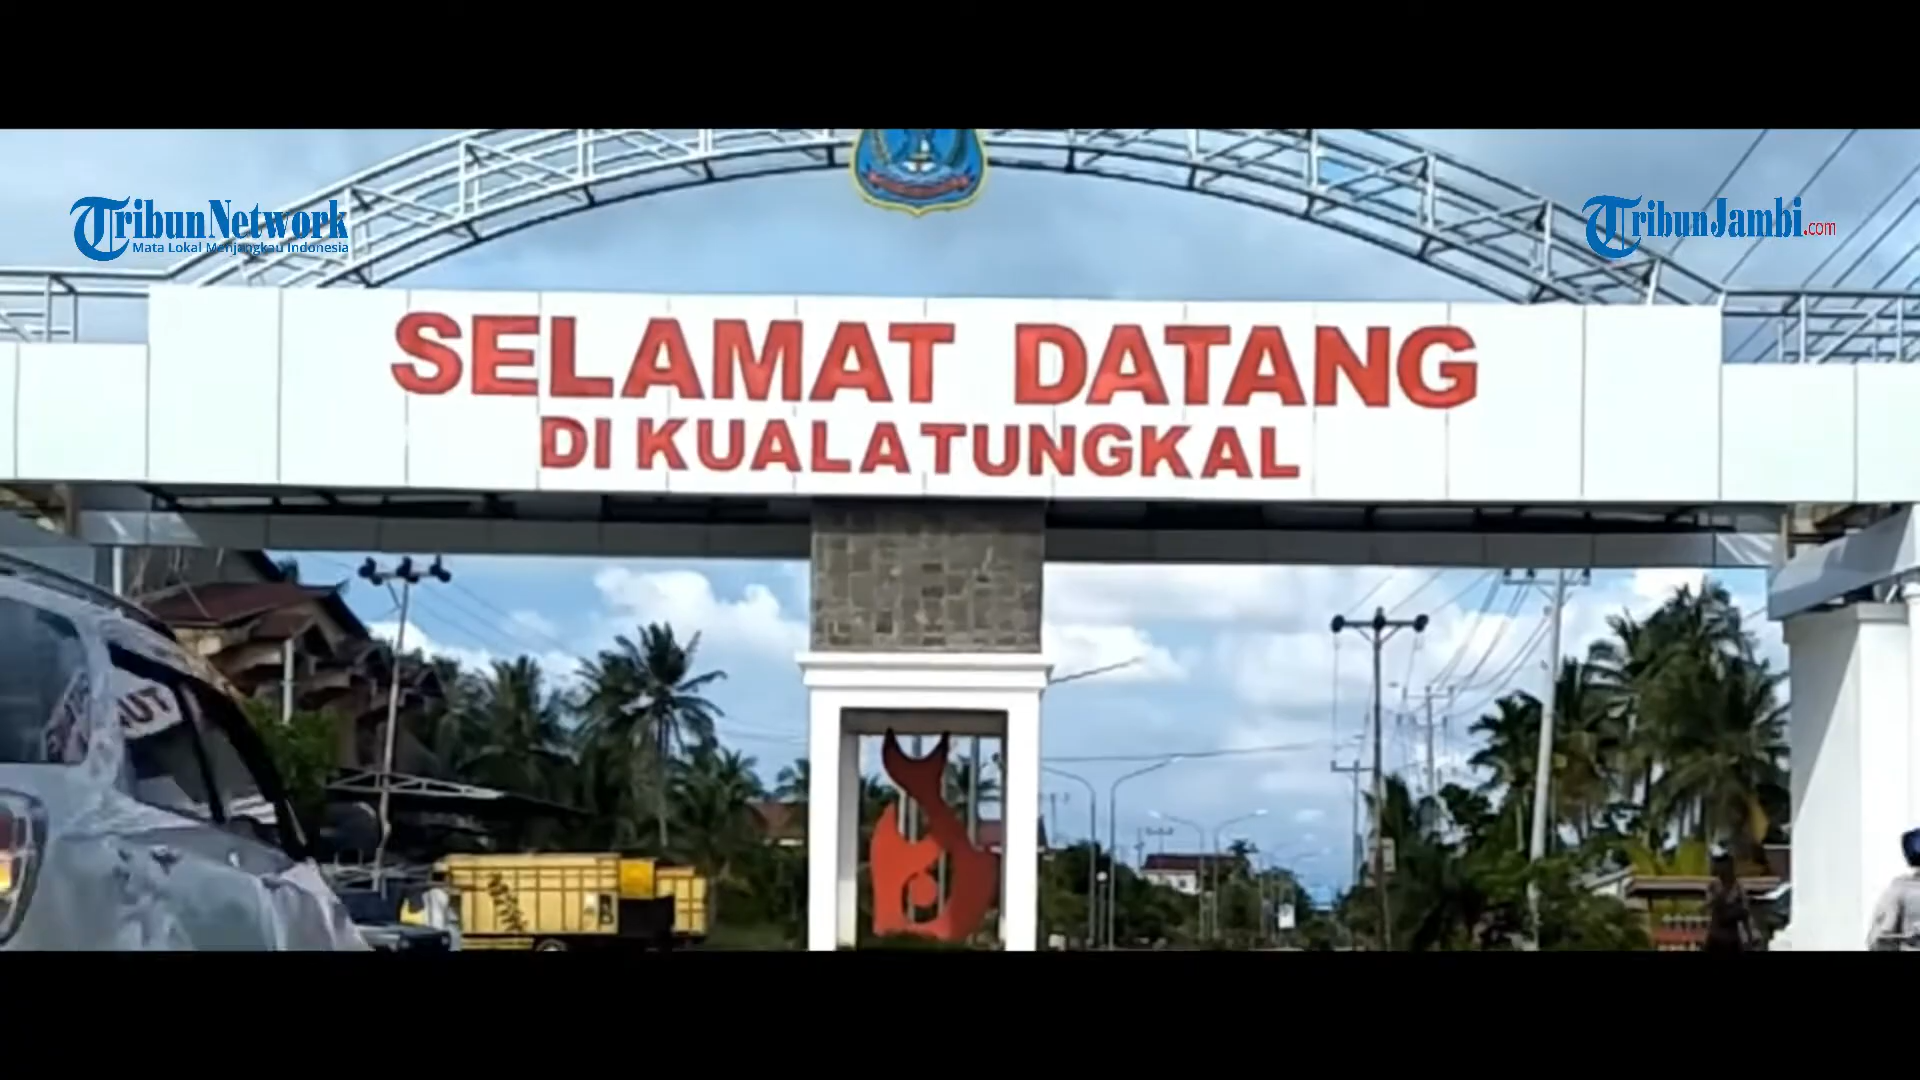 TribunNetwork
Mata Lokal Menjangkau Indonesia
TribunJambi.com
SELAMAT DATANG
DI KUALATUNGKAL